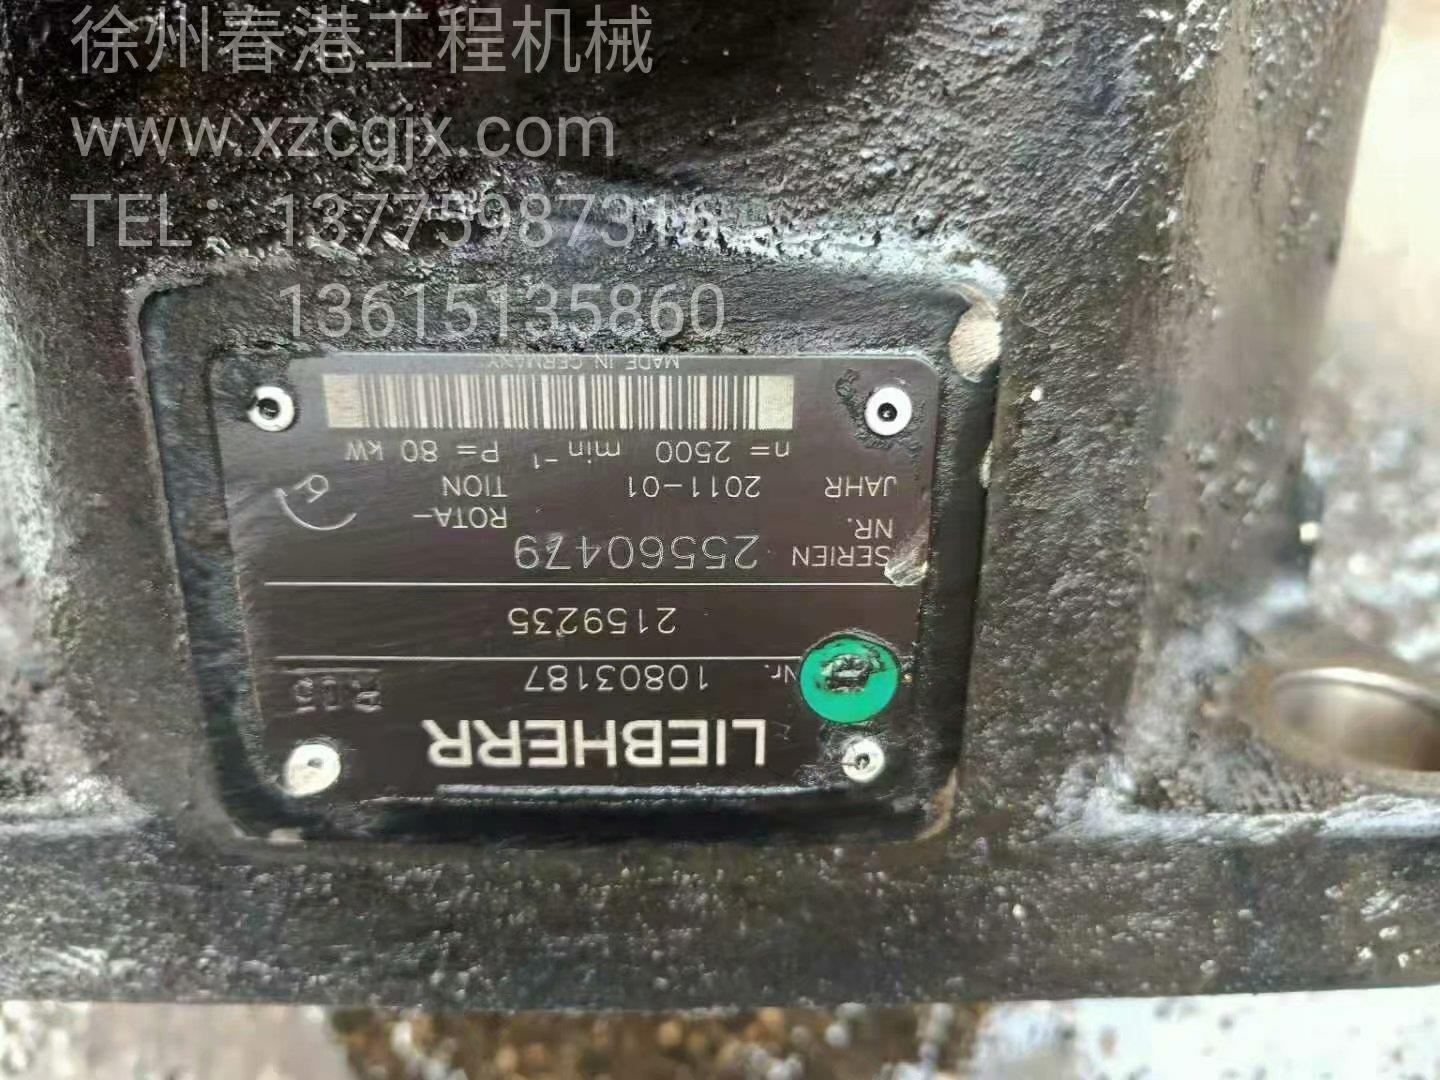 徐州春港工程机械
www.xzcgjx.com
TEL：13775987316
13615135860
LIEBHERR
Nr. 10803187
2159235
SERIEN NR. 25560479 ROTA-TION
JAHR 2011-01
n= 2500 min⁻¹ P= 80 kW
MADE IN GERMANY